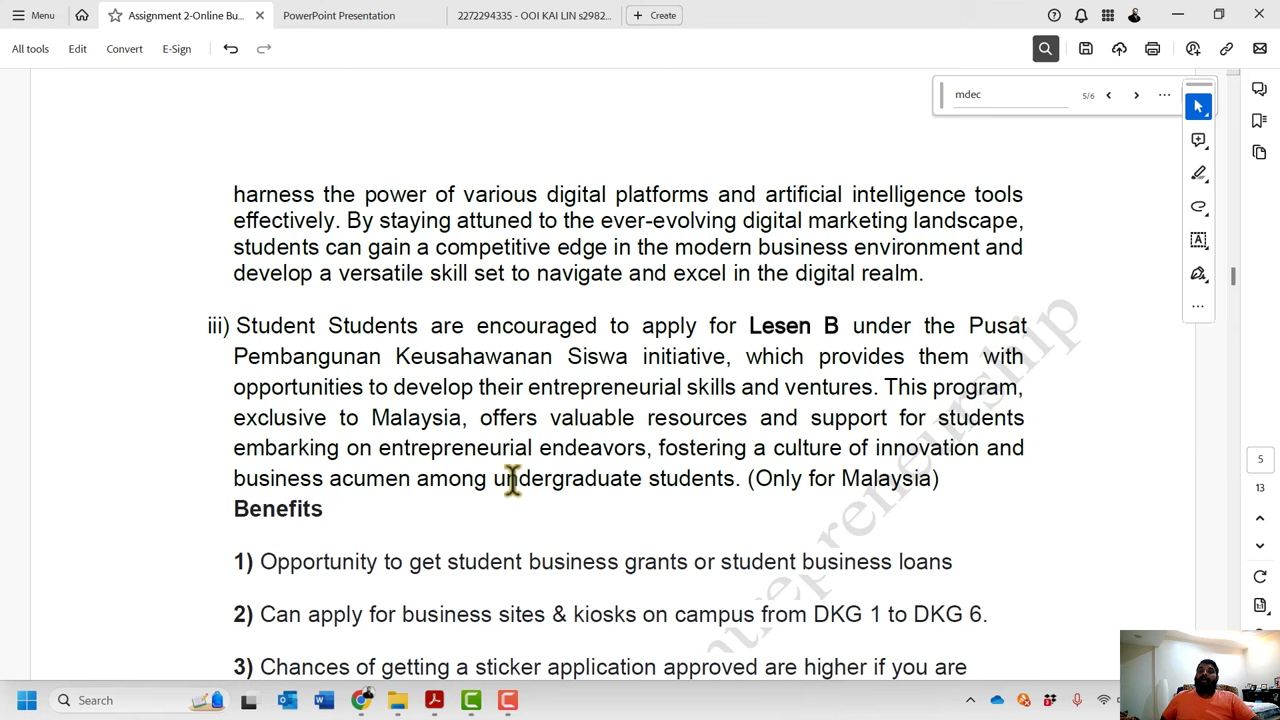 Menu
Assignment 2-Online Bu...
PowerPoint Presentation
2272294335 - OOI KAI LIN s2982...
Create
All tools
Edit
Convert
E-Sign
mdec
5/6
harness the power of various digital platforms and artificial intelligence tools
effectively. By staying attuned to the ever-evolving digital marketing landscape,
students can gain a competitive edge in the modern business environment and
develop a versatile skill set to navigate and excel in the digital realm.
iii) Student Students are encouraged to apply for Lesen B under the Pusat
Pembangunan Keusahawanan Siswa initiative, which provides them with
opportunities to develop their entrepreneurial skills and ventures. This program,
exclusive to Malaysia, offers valuable resources and support for students
embarking on entrepreneurial endeavors, fostering a culture of innovation and
business acumen among undergraduate students. (Only for Malaysia)
Benefits
1) Opportunity to get student business grants or student business loans
2) Can apply for business sites & kiosks on campus from DKG 1 to DKG 6.
3) Chances of getting a sticker application approved are higher if you are
ntrepreneurship
5
13
Search